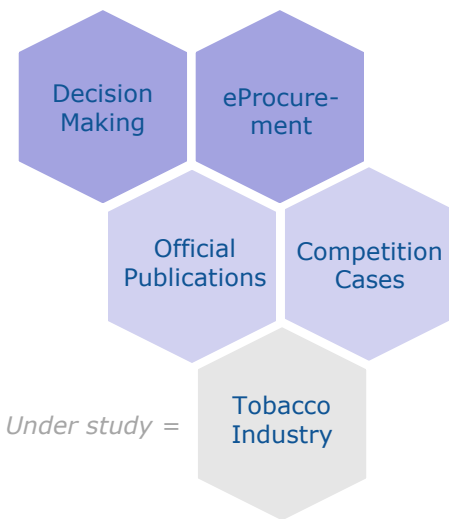 Decision
Making
eProcure-
ment
Official
Publications
Competition
Cases
Under study =
Tobacco
Industry